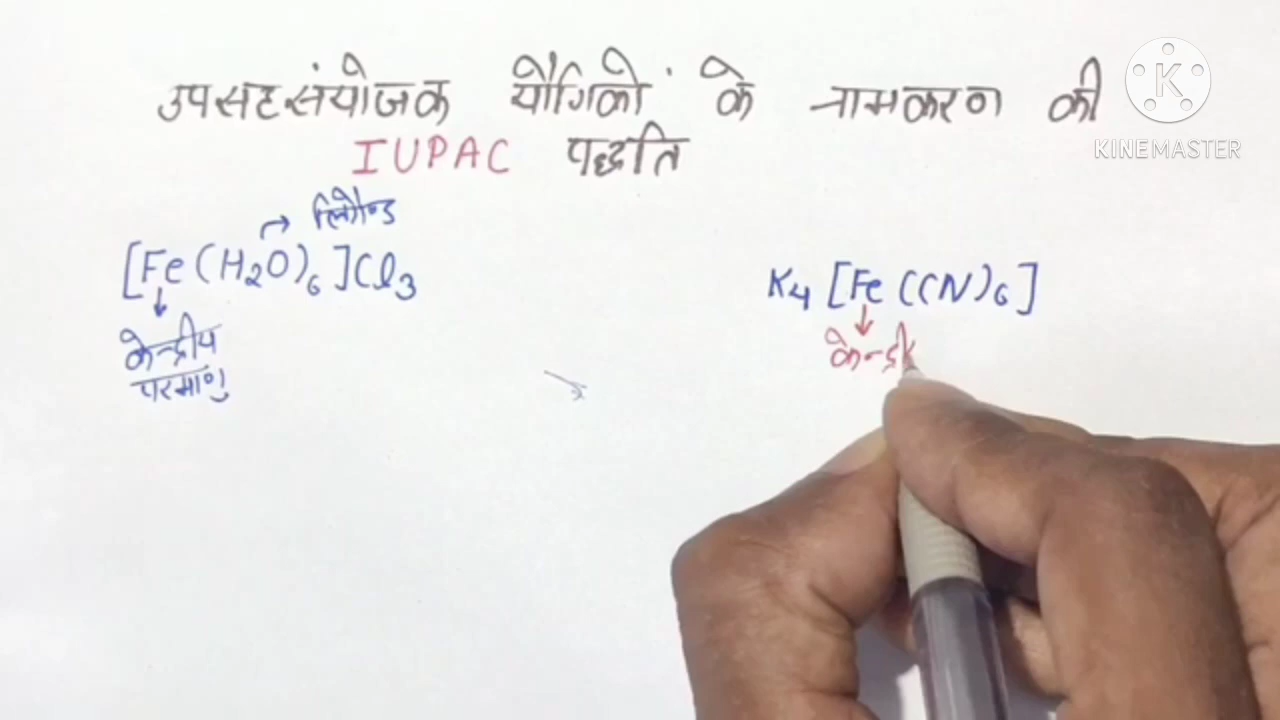 उपसहसंयोजक यौगिकों के नामकरण की
IUPAC पद्धति
K
KINEMASTER
→ लिगैण्ड
[Fe(H2O)6]Cl3
↓
केन्द्रीय
परमाणु
K4[Fe(CN)6]
↓
केन्द्री